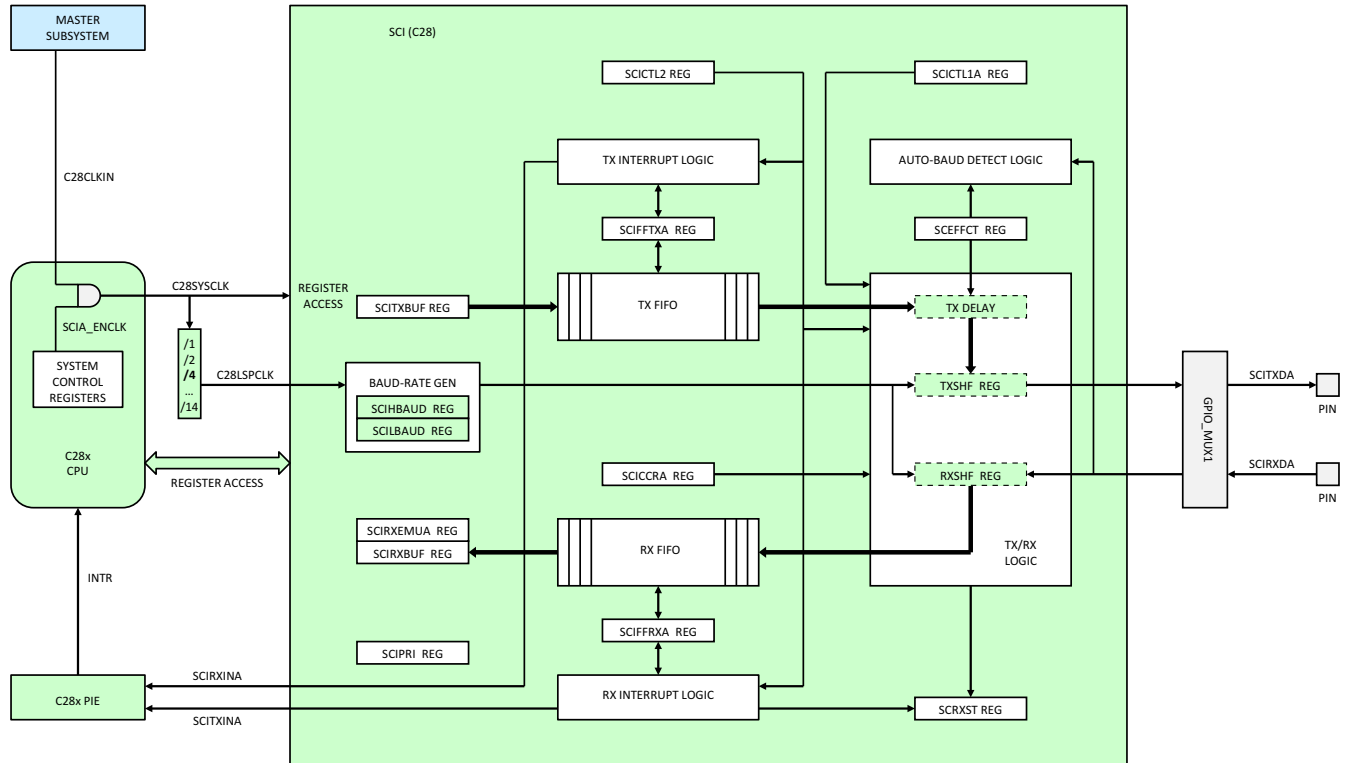 MASTER
SUBSYSTEM
SCI (C28)
SCICTL2 REG
SCICTL1A REG
C28CLKIN
TX INTERRUPT LOGIC
AUTO-BAUD DETECT LOGIC
SCIFFTXA REG
SCEFFCT REG
C28SYSCLK
REGISTER
ACCESS
SCITXBUF REG
TX FIFO
TX DELAY
SCIA_ENCLK
SYSTEM
CONTROL
REGISTERS
/1
/2
/4
...
/14
C28LSPCLK
BAUD-RATE GEN
SCIHBAUD REG
SCILBAUD REG
TXSHF REG
GPIO_MUX1
SCITXDA
PIN
C28x
CPU
REGISTER ACCESS
SCICCRA REG
RXSHF REG
SCIRXDA
PIN
SCIRXEMUA REG
SCIRXBUF REG
RX FIFO
TX/RX
LOGIC
INTR
SCIFFRXA REG
SCIPRI REG
SCIRXINA
C28x PIE
RX INTERRUPT LOGIC
SCRXST REG
SCITXINA